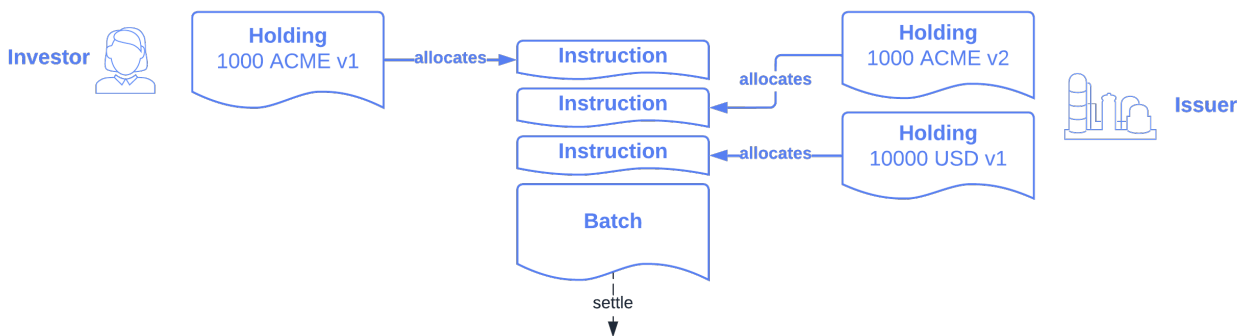 Investor
Holding
1000 ACME v1
allocates
Instruction
Instruction
Instruction
Batch
settle
allocates
allocates
Holding
1000 ACME v2
Holding
10000 USD v1
Issuer